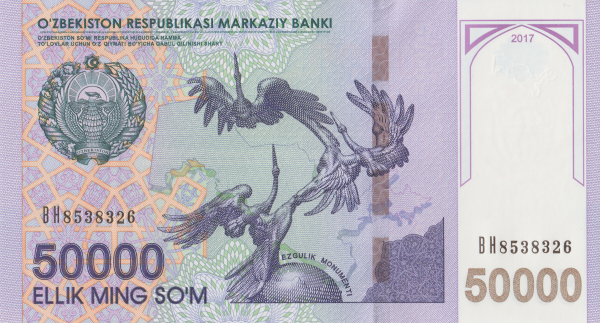 O'ZBEKISTON RESPUBLIKASI MARKAZIY BANKI
O'ZBEKISTON SO'MI RESPUBLIKA HUDUDIDA HAMMA
TO'LOVLAR UCHUN O'Z QIYMATI BO'YICHA QABUL QILINISHI SHART
2017
BH8538326
BH8538326
EZGULIK MONUMENTI
50000
ELLIK MING SO'M
50000